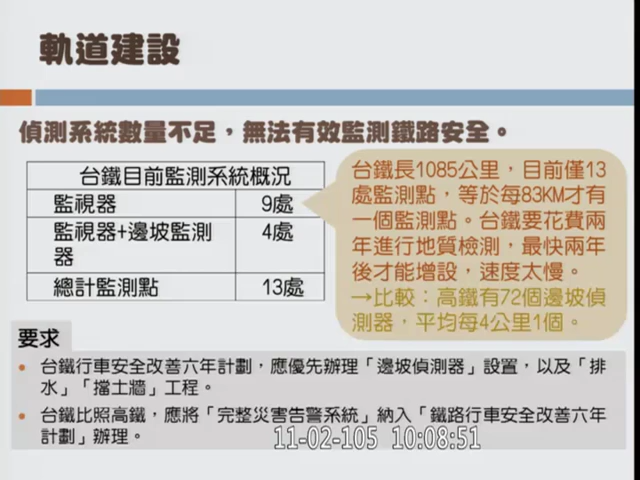 軌道建設
偵測系統數量不足，無法有效監測鐵路安全。
台鐵目前監測系統概況
監視器 9處
監視器+邊坡監測 4處
器
總計監測點 13處
台鐵長1085公里，目前僅13
處監測點，等於每83KM才有
一個監測點。台鐵要花費兩
年進行地質檢測，最快兩年
後才能增設，速度太慢。
→比較：高鐵有72個邊坡偵
測器，平均每4公里1個。
要求
• 台鐵行車安全改善六年計劃，應優先辦理「邊坡偵測器」設置，以及「排
水」「擋土牆」工程。
• 台鐵比照高鐵，應將「完整災害告警系統」納入「鐵路行車安全改善六年
計劃」辦理。
11-02-105 10:08:51